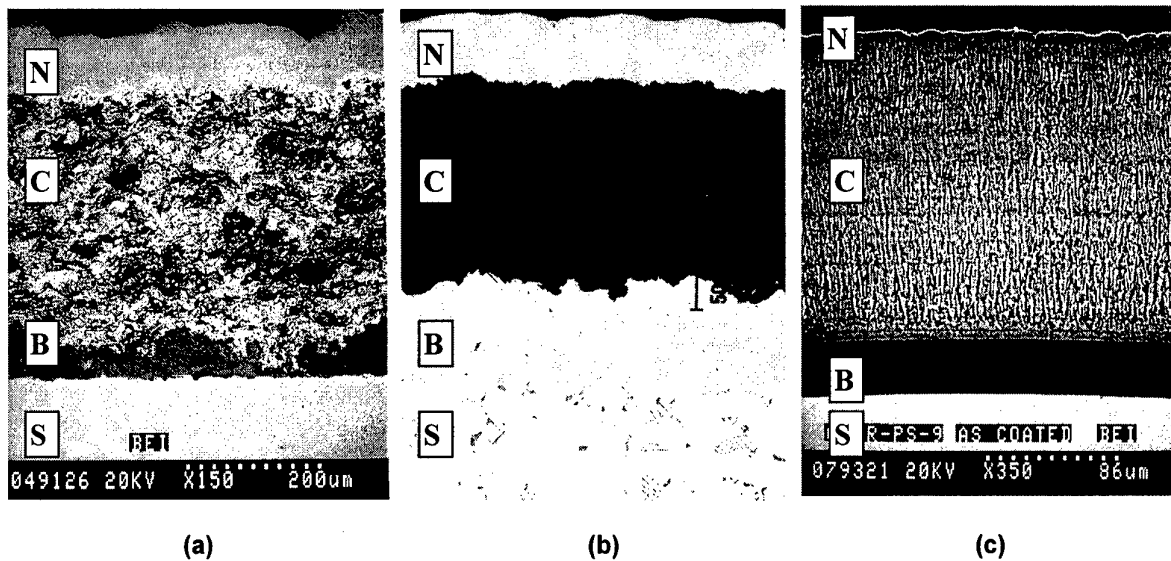 N
C
B
S
BEI
049126 20KV X150 200um
(a)
N
C
B
S
(b)
N
C
B
S
R-PS-9 AS COATED BEI
079321 20KV X350 86um
(c)